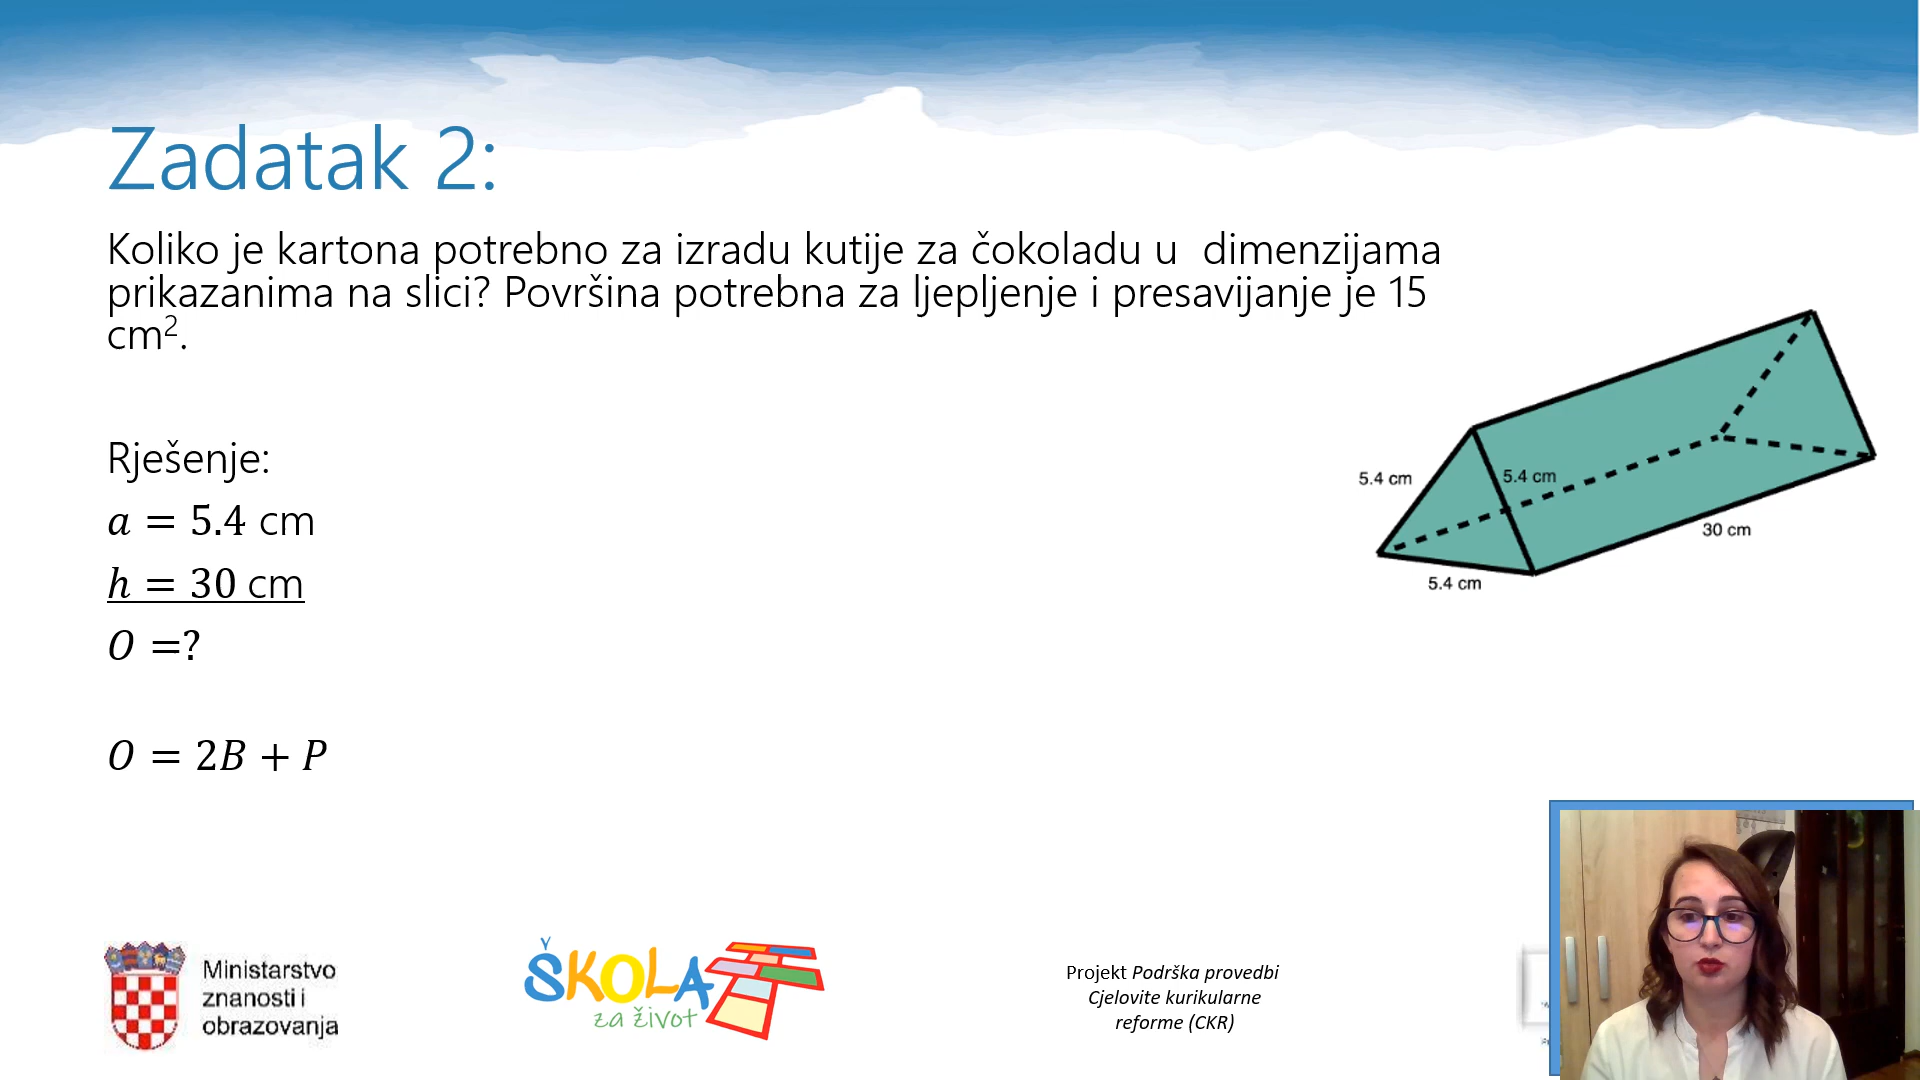 Zadatak 2:
Koliko je kartona potrebno za izradu kutije za čokoladu u  dimenzijama
prikazanima na slici? Površina potrebna za ljepljenje i presavijanje je 15
cm².
Rješenje:
a = 5.4 cm
h = 30 cm
O =?
O = 2B + P
5.4 cm
5.4 cm
30 cm
5.4 cm
Ministarstvo
znanosti i
obrazovanja
ŠKOLA
za život
Projekt Podrška provedbi
Cjelovite kurikularne
reforme (CKR)